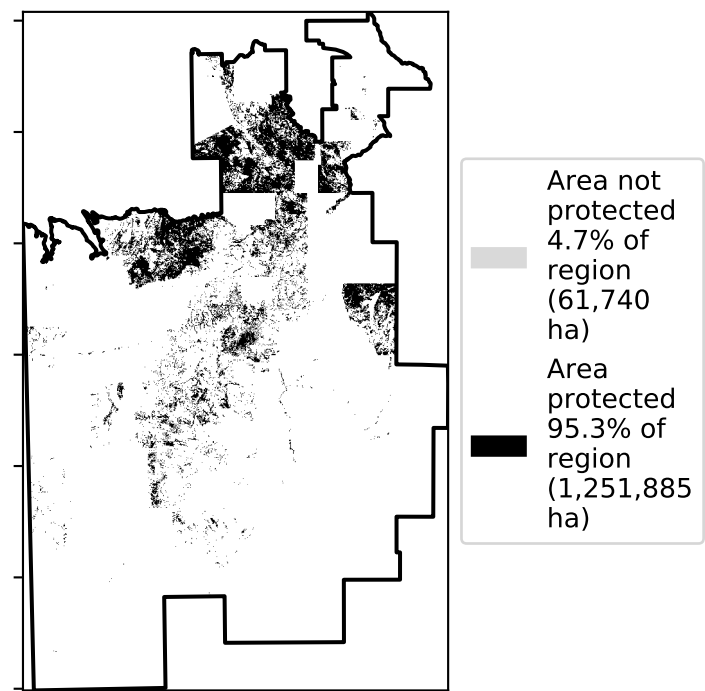 Area not
protected
4.7% of
region
(61,740
ha)
Area
protected
95.3% of
region
(1,251,885
ha)